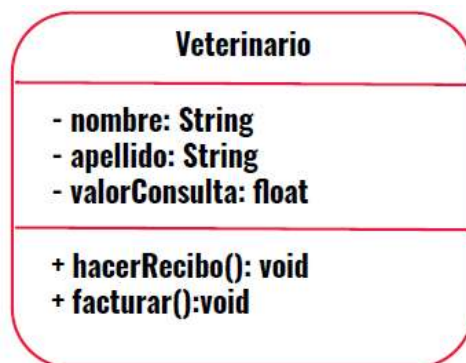 Veterinario
- nombre: String
- apellido: String
- valorConsulta: float
+ hacerRecibo(): void
+ facturar():void